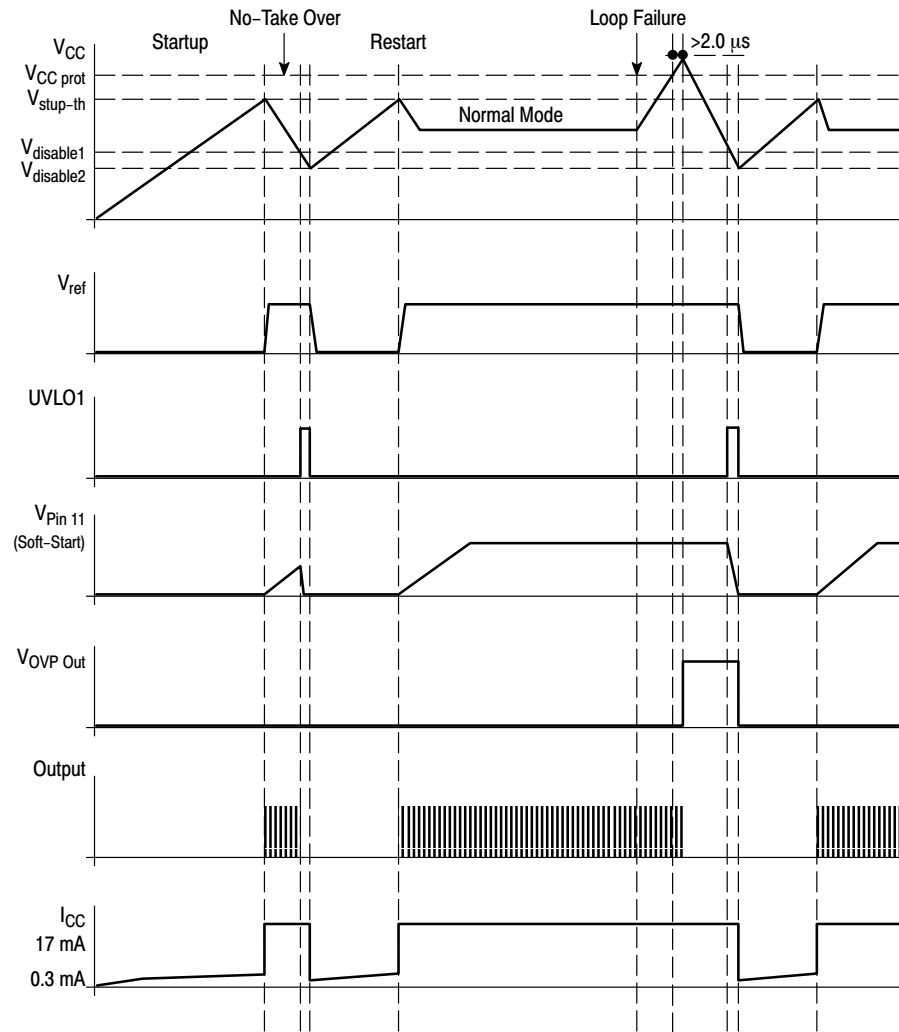 No–Take Over
Loop Failure
Startup
Restart
>2.0 μs
VCC
VCC prot
Vstup–th
Normal Mode
Vdisable1
Vdisable2
Vref
UVLO1
VPin 11
(Soft–Start)
VOVP Out
Output
ICC
17 mA
0.3 mA